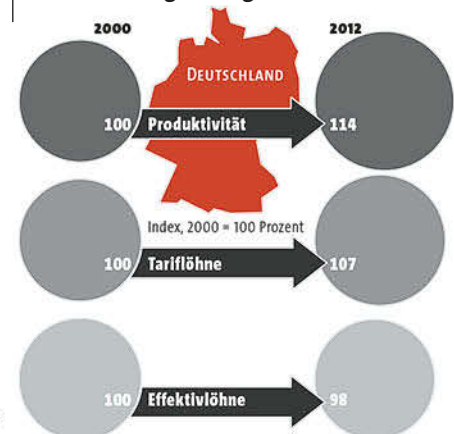 2000
2012
DEUTSCHLAND
100 Produktivität 114
Index, 2000 = 100 Prozent
100 Tariflöhne 107
100 Effektivlöhne 98